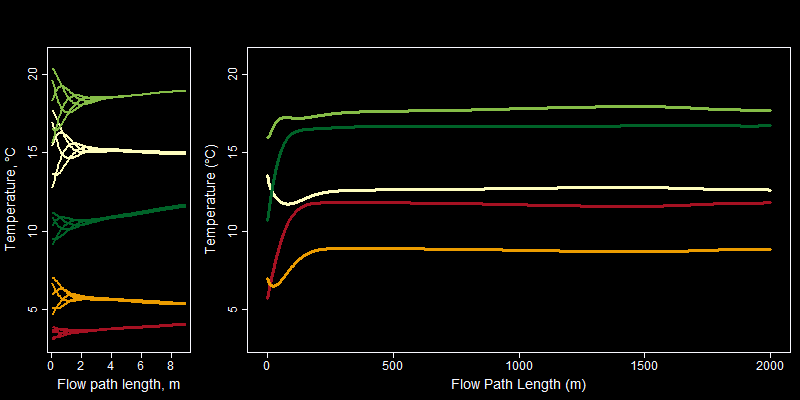 Temperature, °C
20
15
10
5
0 2 4 6 8
Flow path length, m
Temperature (°C)
20
15
10
5
0 500 1000 1500 2000
Flow Path Length (m)